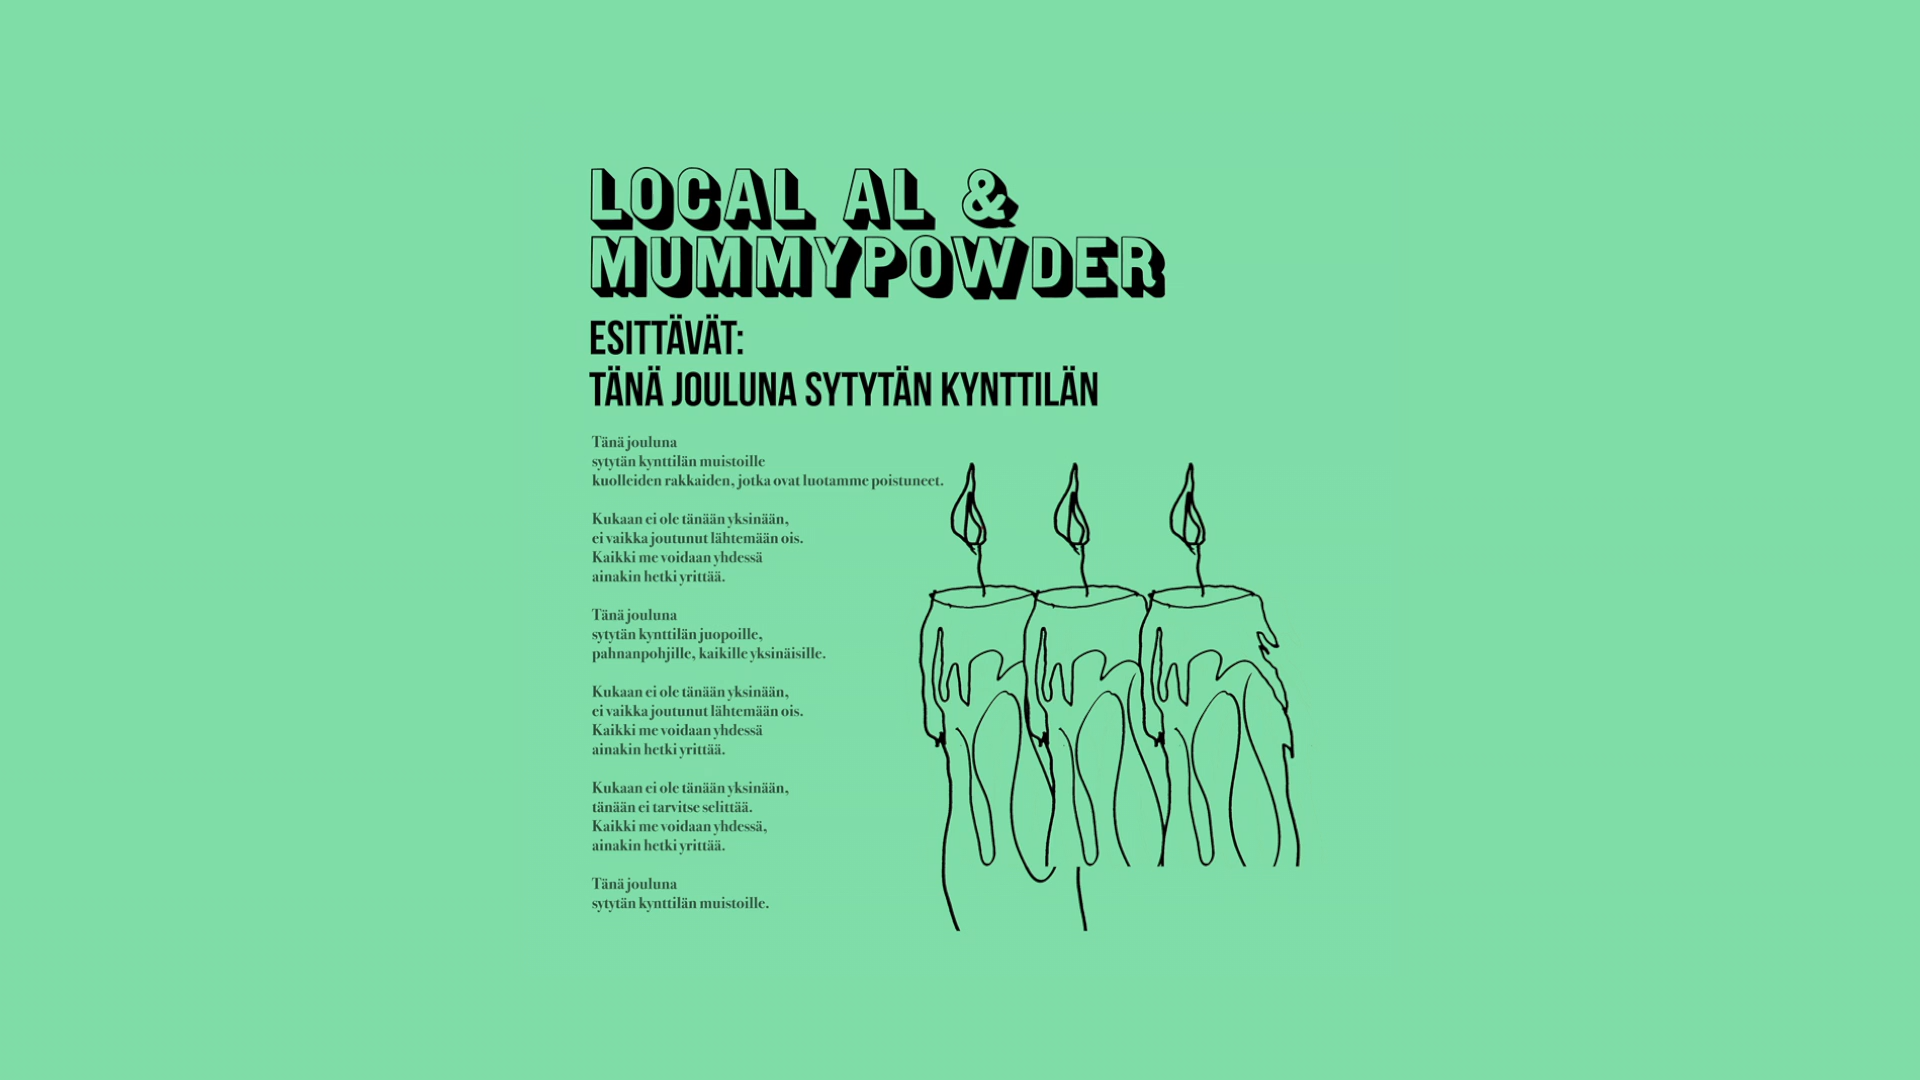 LOCAL AL &
MUMMYPOWDER
ESITTÄVÄT:
TÄNÄ JOULUNA SYTYTÄN KYNTTILÄN
Tänä jouluna
sytytän kynttilän muistoille
kuolleiden rakkaiden, jotka ovat luotamme poistuneet.
Kukaan ei ole tänään yksinään,
ei vaikka joutunut lähtemään ois.
Kaikki me voidaan yhdessä
ainakin hetki yrittää.
Tänä jouluna
sytytän kynttilän juopoille,
pahnanpohjille, kaikille yksinäisille.
Kukaan ei ole tänään yksinään,
ei vaikka joutunut lähtemään ois.
Kaikki me voidaan yhdessä
ainakin hetki yrittää.
Kukaan ei ole tänään yksinään,
tänään ei tarvitse selittää.
Kaikki me voidaan yhdessä,
ainakin hetki yrittää.
Tänä jouluna
sytytän kynttilän muistoille.